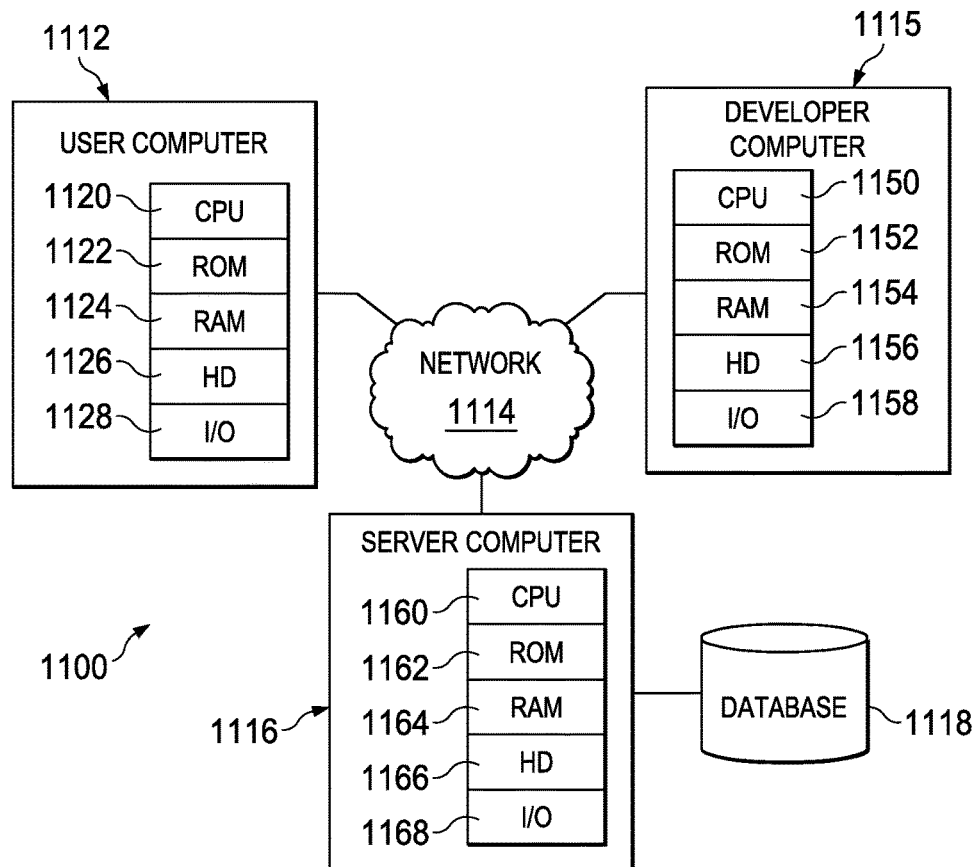 1112
1115
USER COMPUTER
1120
CPU
1122
ROM
1124
RAM
1126
HD
1128
I/O
DEVELOPER
COMPUTER
CPU
1150
ROM
1152
RAM
1154
HD
1156
I/O
1158
NETWORK
1114
SERVER COMPUTER
1160
CPU
1162
ROM
1164
RAM
1166
HD
1168
I/O
1100
1116
DATABASE
1118